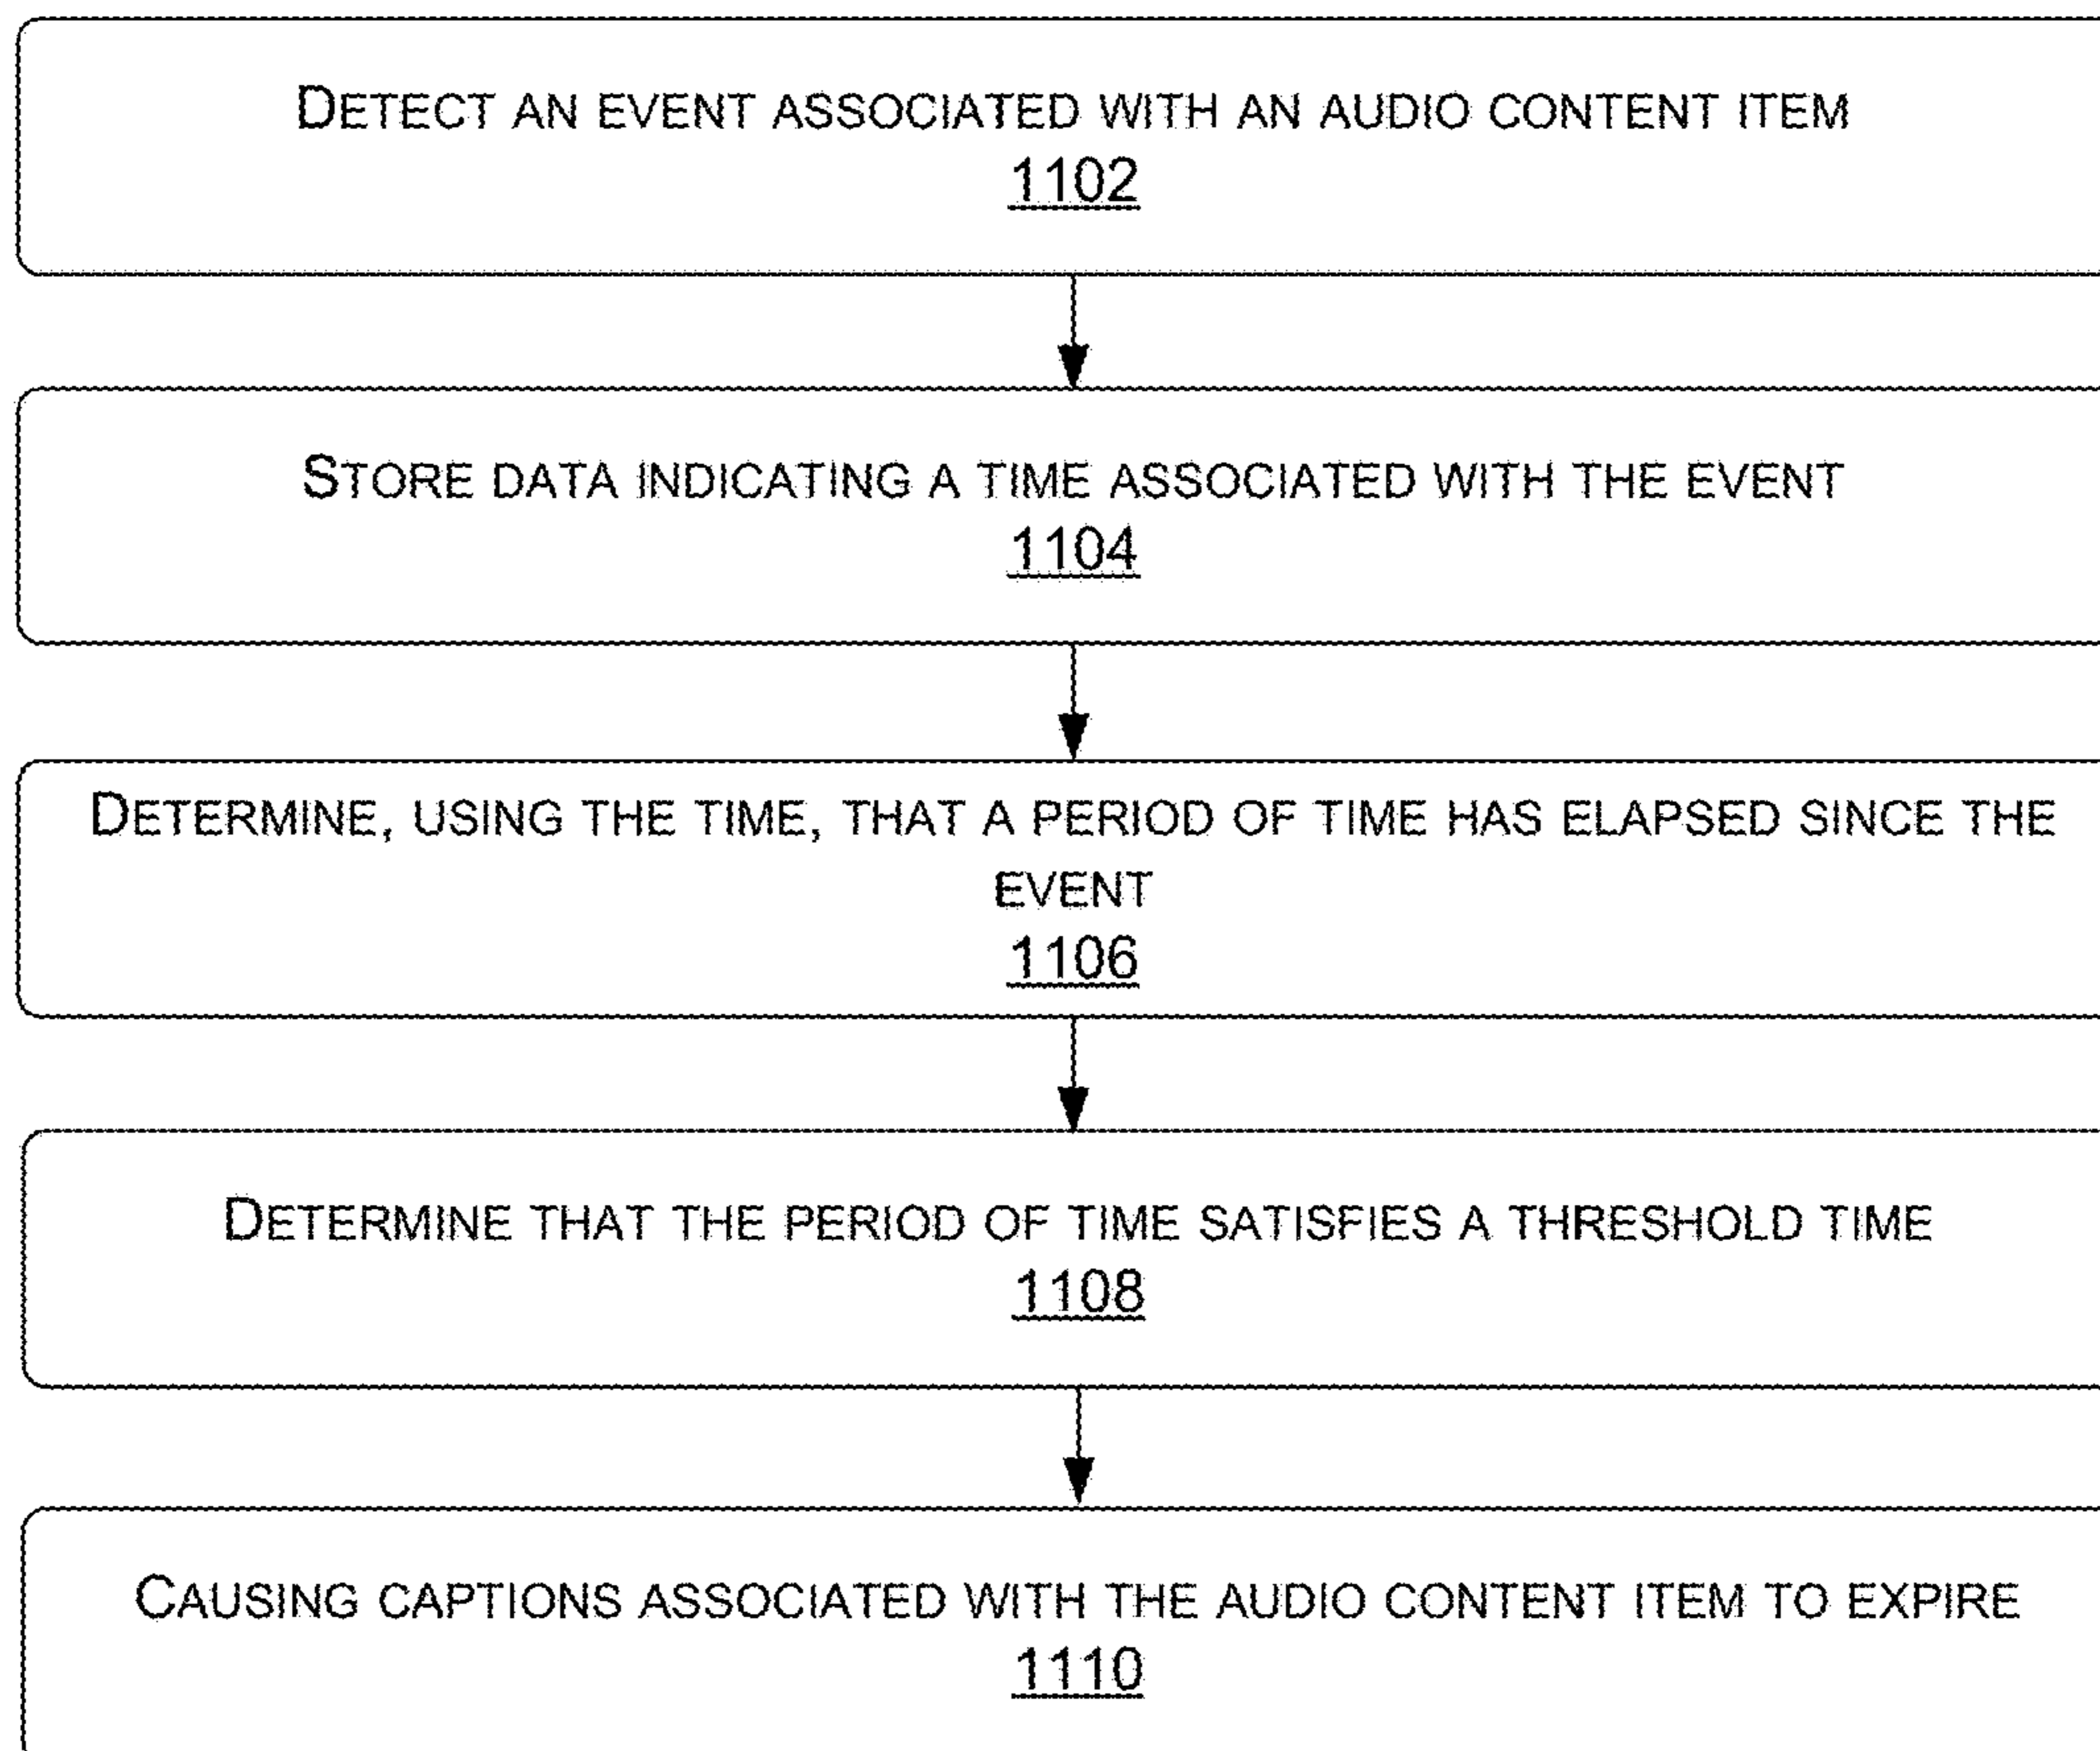 DETECT AN EVENT ASSOCIATED WITH AN AUDIO CONTENT ITEM
1102
STORE DATA INDICATING A TIME ASSOCIATED WITH THE EVENT
1104
DETERMINE, USING THE TIME, THAT A PERIOD OF TIME HAS ELAPSED SINCE THE
EVENT
1106
DETERMINE THAT THE PERIOD OF TIME SATISFIES A THRESHOLD TIME
1108
CAUSING CAPTIONS ASSOCIATED WITH THE AUDIO CONTENT ITEM TO EXPIRE
1110